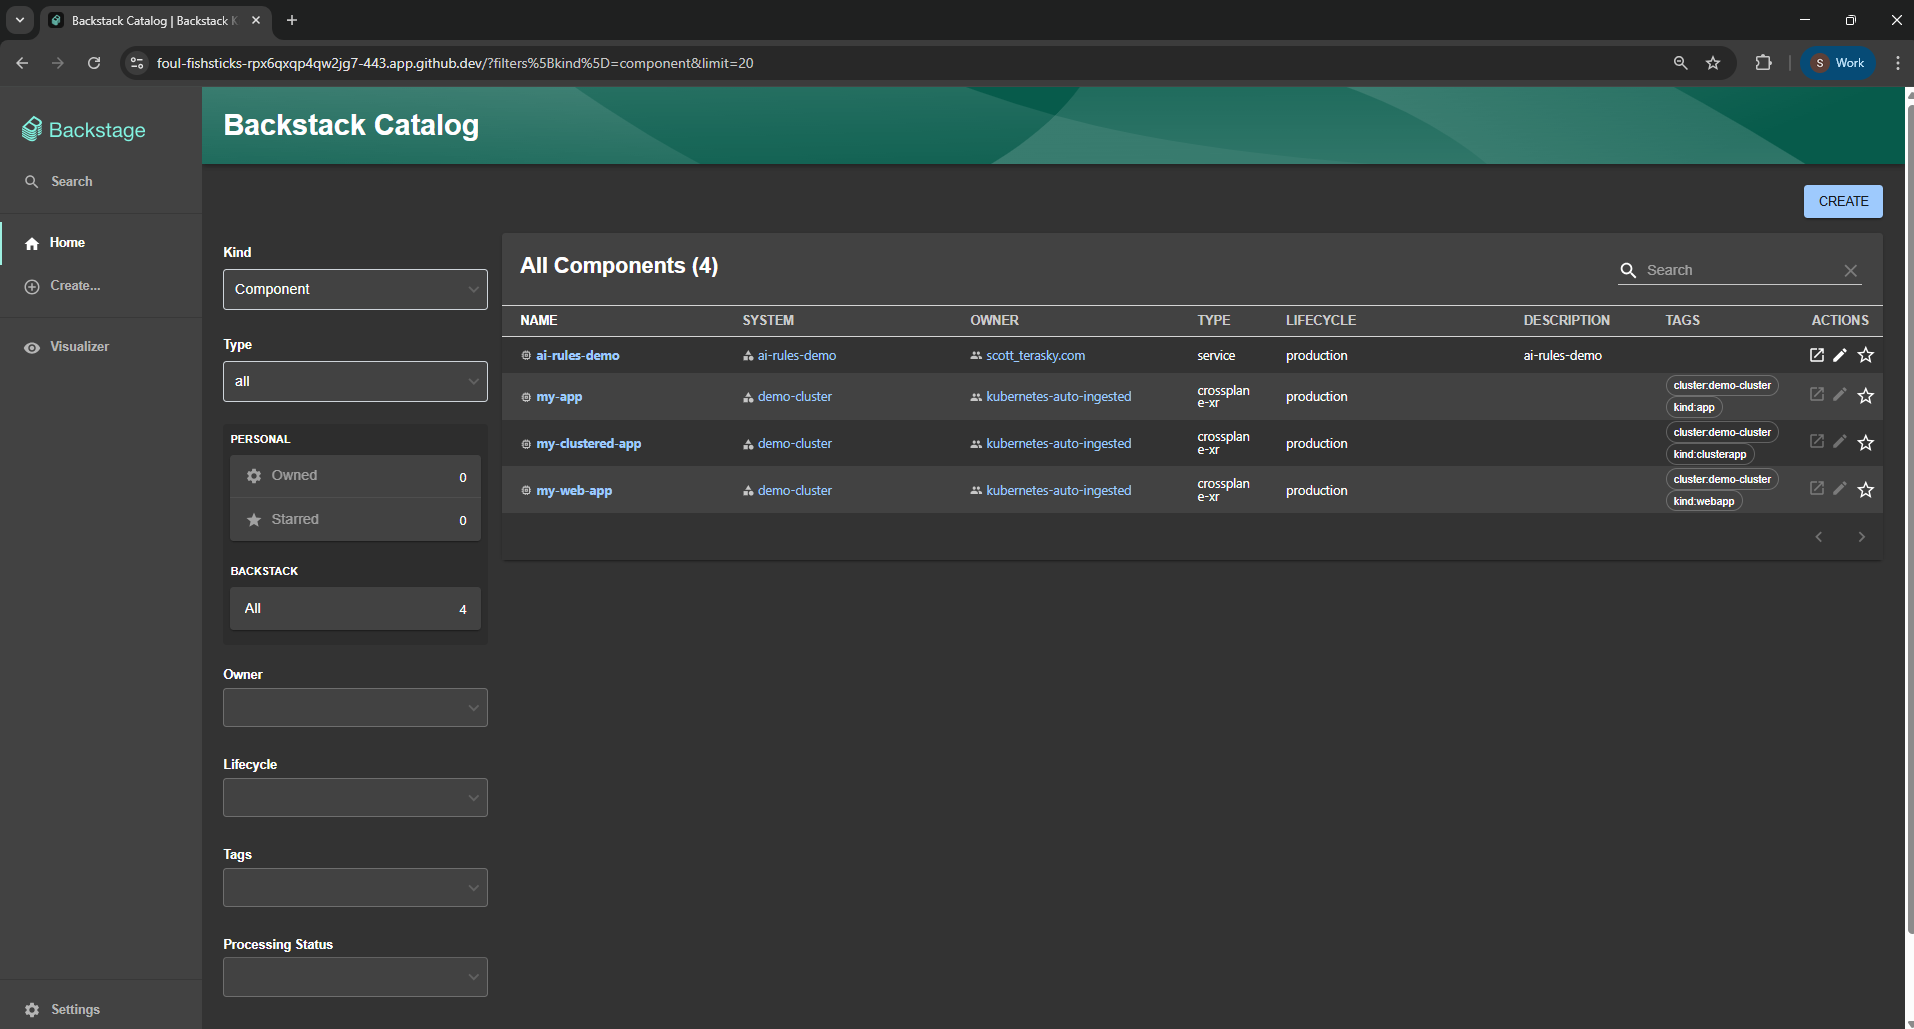 Backstack Catalog | Backstack K
foul-fishsticks-rpx6qxqp4qw2jg7-443.app.github.dev/?filters%5Bkind%5D=component&limit=20
S Work
Backstage
Search
Home
Create...
Visualizer
Settings
Backstack Catalog
CREATE
Kind
Component
Type
all
PERSONAL
Owned 0
Starred 0
BACKSTACK
All 4
Owner
Lifecycle
Tags
Processing Status
All Components (4)
Search
NAME SYSTEM OWNER TYPE LIFECYCLE DESCRIPTION TAGS ACTIONS
ai-rules-demo ai-rules-demo scott_terasky.com service production ai-rules-demo
my-app demo-cluster kubernetes-auto-ingested crossplan
e-xr production cluster:demo-cluster
kind:app
my-clustered-app demo-cluster kubernetes-auto-ingested crossplan
e-xr production cluster:demo-cluster
kind:clusterapp
my-web-app demo-cluster kubernetes-auto-ingested crossplan
e-xr production cluster:demo-cluster
kind:webapp